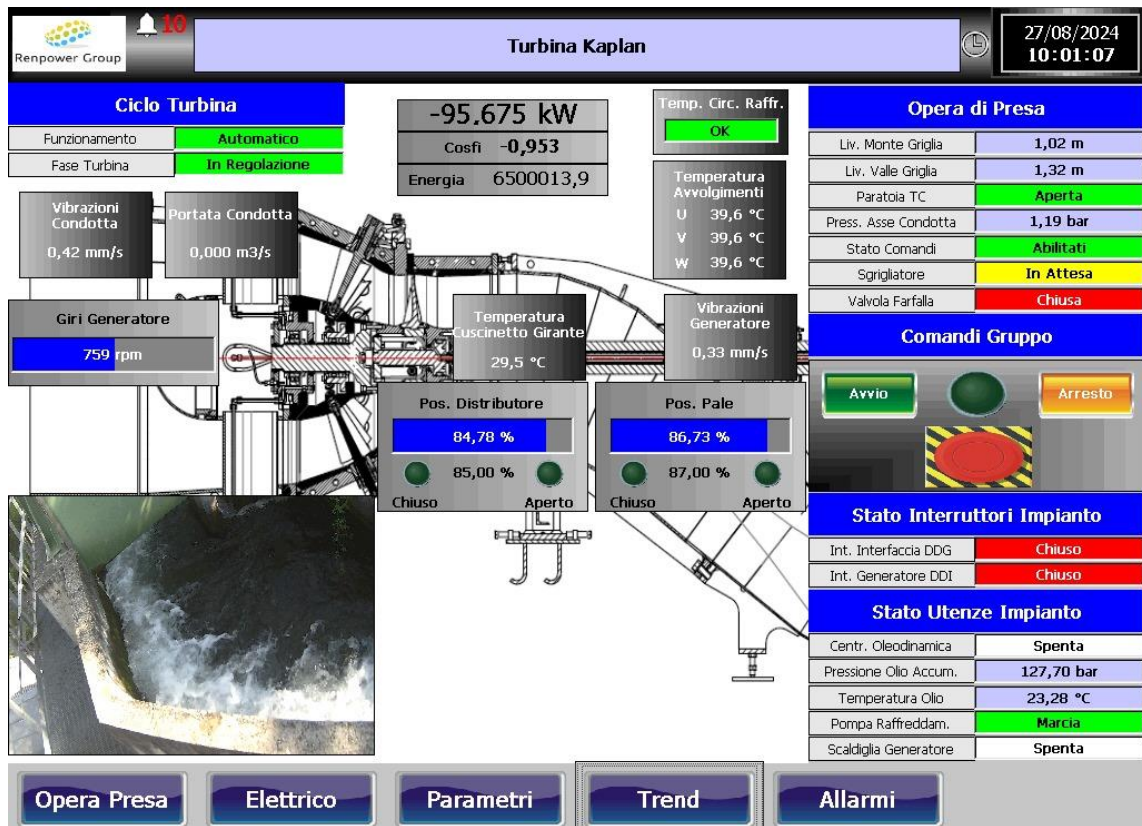 Renpower Group
10
Turbina Kaplan
27/08/2024
10:01:07
Ciclo Turbina
Funzionamento Automatico
Fase Turbina In Regolazione
-95,675 kW
Cosfi -0,953
Energia 6500013,9
Temp. Circ. Raffr.
OK
Temperatura
Avvolgimenti
U 39,6 °C
V 39,6 °C
W 39,6 °C
Vibrazioni
Condotta
0,42 mm/s
Portata Condotta
0,000 m3/s
Giri Generatore
759 rpm
Temperatura
Cuscinetto Girante
29,5 °C
Vibrazioni
Generatore
0,33 mm/s
Pos. Distributore
84,78 %
85,00 %
Chiuso Aperto
Pos. Pale
86,73 %
87,00 %
Chiuso Aperto
Opera di Presa
Liv. Monte Griglia 1,02 m
Liv. Valle Griglia 1,32 m
Paratoia TC Aperta
Press. Asse Condotta 1,19 bar
Stato Comandi Abilitati
Sgrigliatore In Attesa
Valvola Farfalla Chiusa
Comandi Gruppo
Avvio
Arresto
Stato Interruttori Impianto
Int. Interfaccia DDG Chiuso
Int. Generatore DDI Chiuso
Stato Utenze Impianto
Centr. Oleodinamica Spenta
Pressione Olio Accum. 127,70 bar
Temperatura Olio 23,28 °C
Pompa Raffreddam. Marcia
Scaldiglia Generatore Spenta
Opera Presa
Elettrico
Parametri
Trend
Allarmi